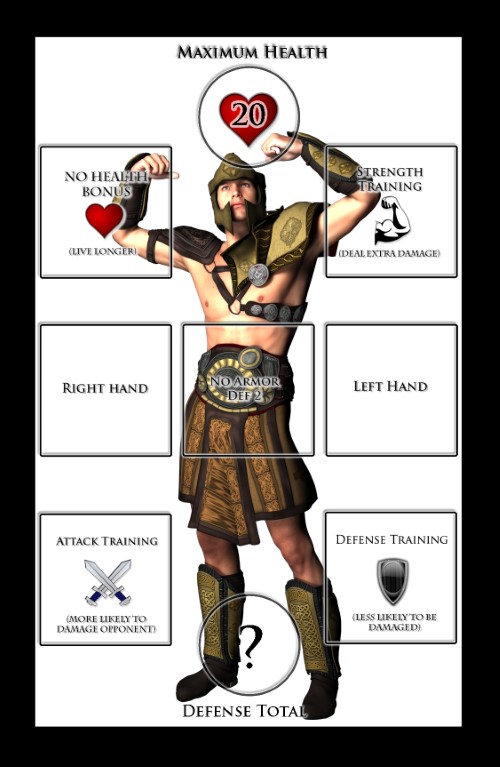 Maximum Health
20
No Health
Bonus
(Live Longer)
Strength
Training
(Deal Extra Damage)
Right Hand
No Armor
Def 2
Left Hand
Attack Training
(More Likely to
Damage Opponent)
Defense Training
(Less Likely to be
Damaged)
?
Defense Total